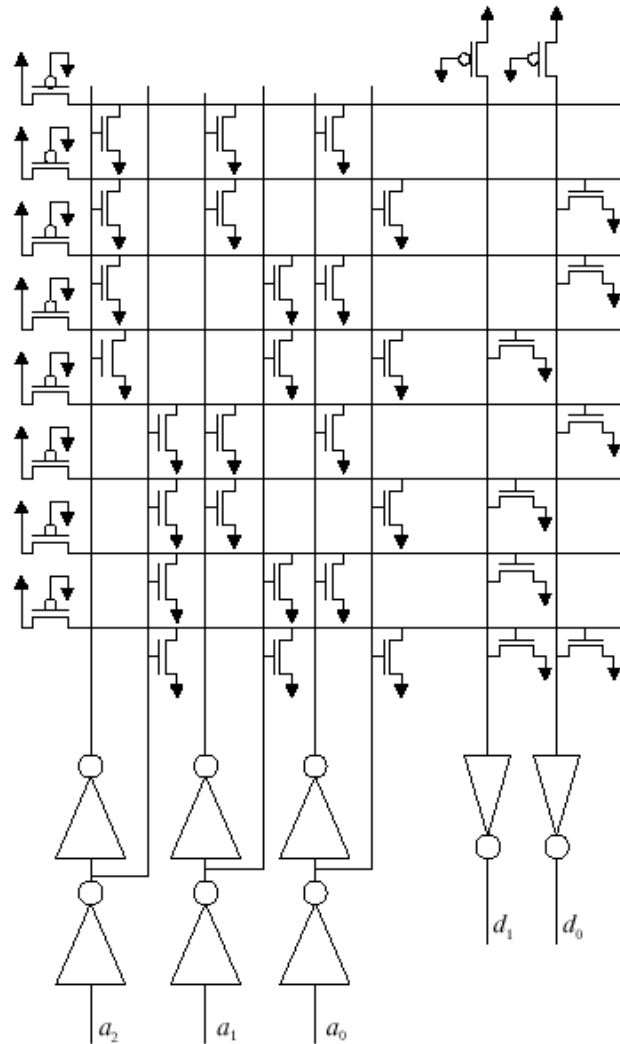 d₁ d₀
a₂ a₁ a₀